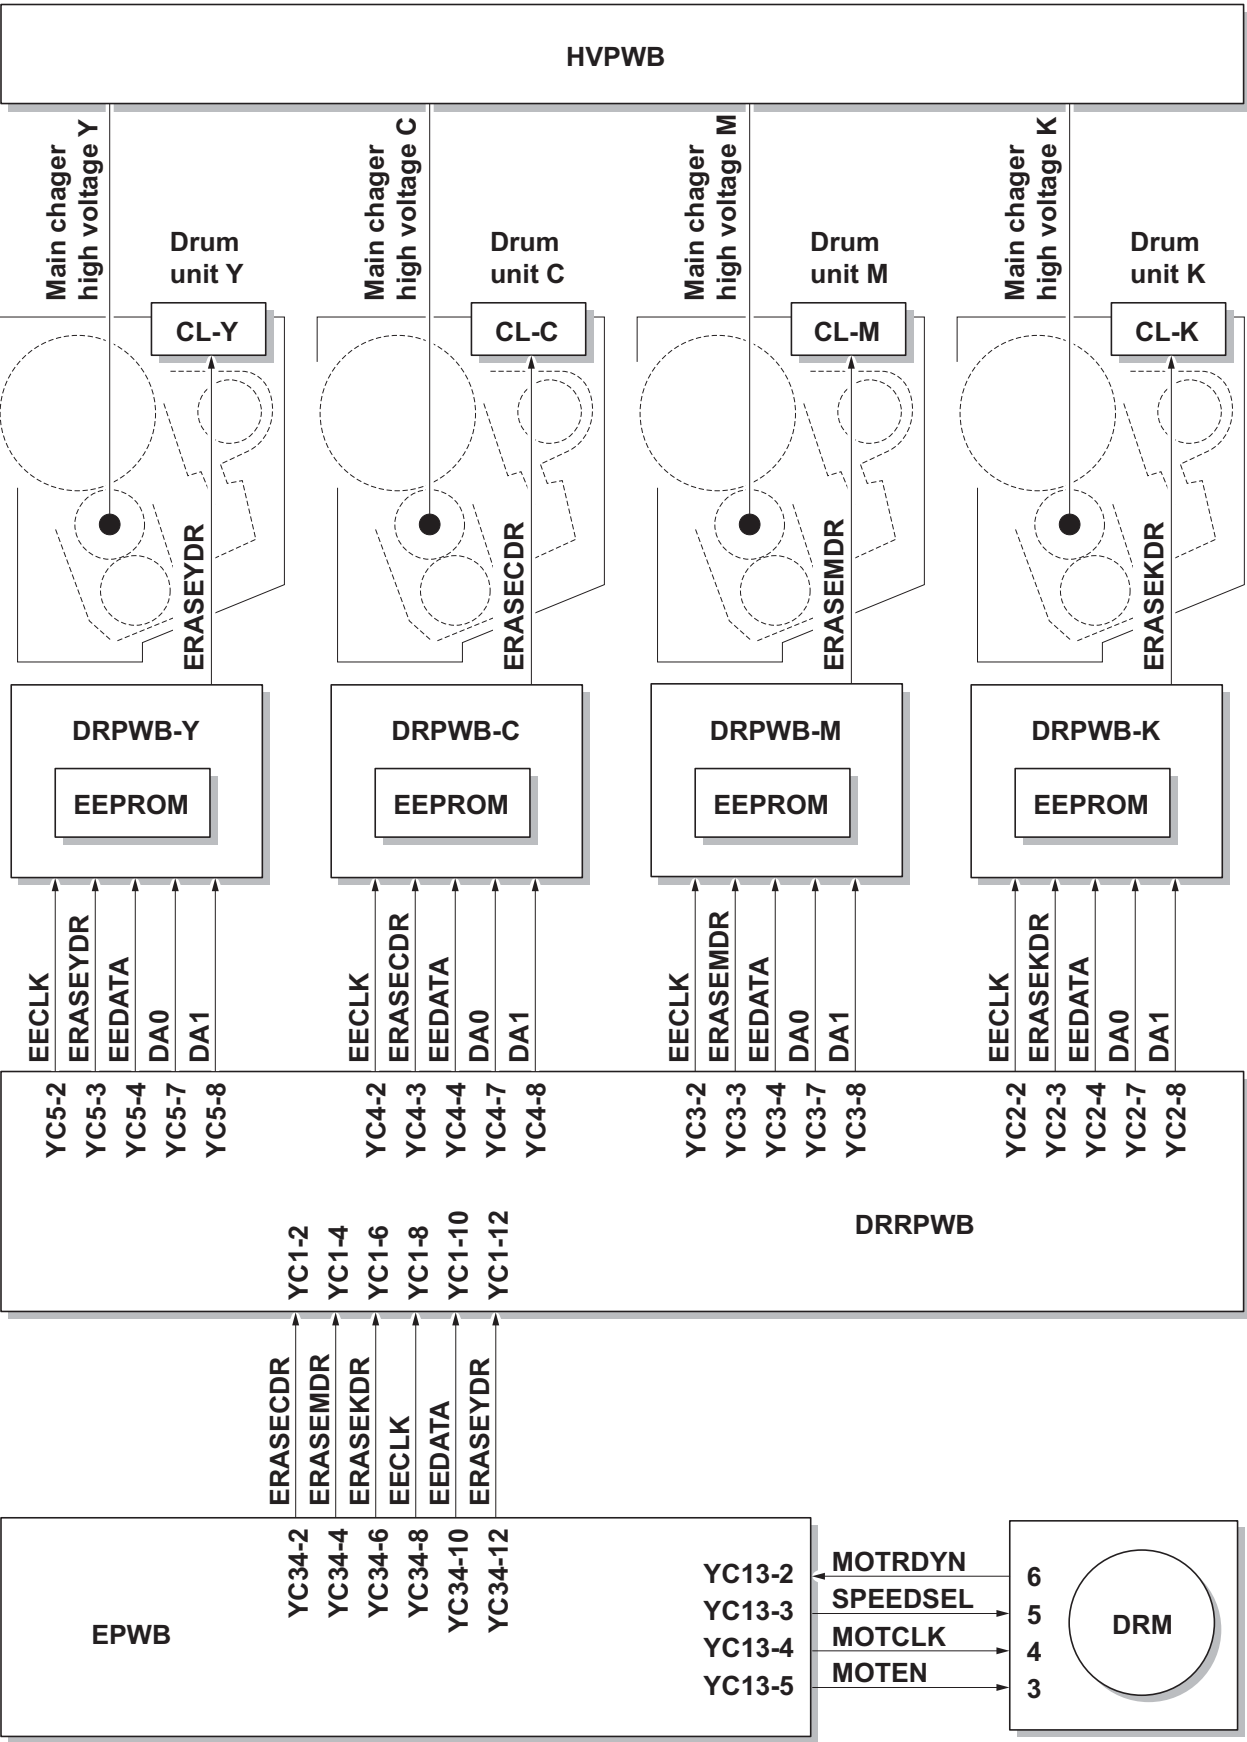 HVPWB
Main chager
high voltage Y
Main chager
high voltage C
Main chager
high voltage M
Main chager
high voltage K
Drum
unit Y
Drum
unit C
Drum
unit M
Drum
unit K
CL-Y
CL-C
CL-M
CL-K
ERASEYDR
ERASECDR
ERASEMDR
ERASEKDR
DRPWB-Y
EEPROM
DRPWB-C
EEPROM
DRPWB-M
EEPROM
DRPWB-K
EEPROM
EECLK
ERASEYDR
EEDATA
DA0
DA1
EECLK
ERASECDR
EEDATA
DA0
DA1
EECLK
ERASEMDR
EEDATA
DA0
DA1
EECLK
ERASEKDR
EEDATA
DA0
DA1
YC5-2
YC5-3
YC5-4
YC5-7
YC5-8
YC4-2
YC4-3
YC4-4
YC4-7
YC4-8
YC3-2
YC3-3
YC3-4
YC3-7
YC3-8
YC2-2
YC2-3
YC2-4
YC2-7
YC2-8
DRRPWB
YC1-2
YC1-4
YC1-6
YC1-8
YC1-10
YC1-12
ERASECDR
ERASEMDR
ERASEKDR
EECLK
EEDATA
ERASEYDR
YC34-2
YC34-4
YC34-6
YC34-8
YC34-10
YC34-12
EPWB
YC13-2 MOTRDYN 6
YC13-3 SPEEDSEL 5
YC13-4 MOTCLK 4
YC13-5 MOTEN 3
DRM